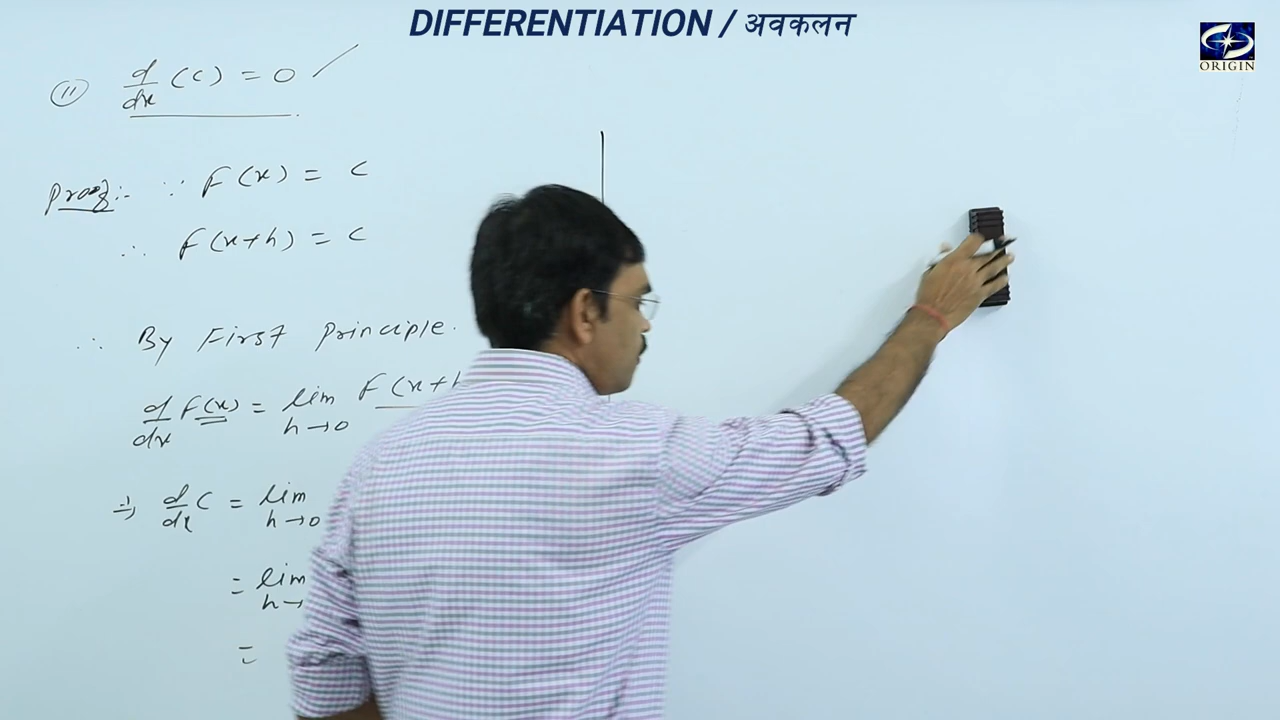 DIFFERENTIATION / अवकलन
ORIGIN
(11) d/dx (c) = 0
Proof:- ∵ F(x) = c
∴ F(x+h) = c
∴ By First Principle.
d/dx F(x) = lim h→0 F(x+h
⇒ d/dx c = lim h→0
= lim h→
=